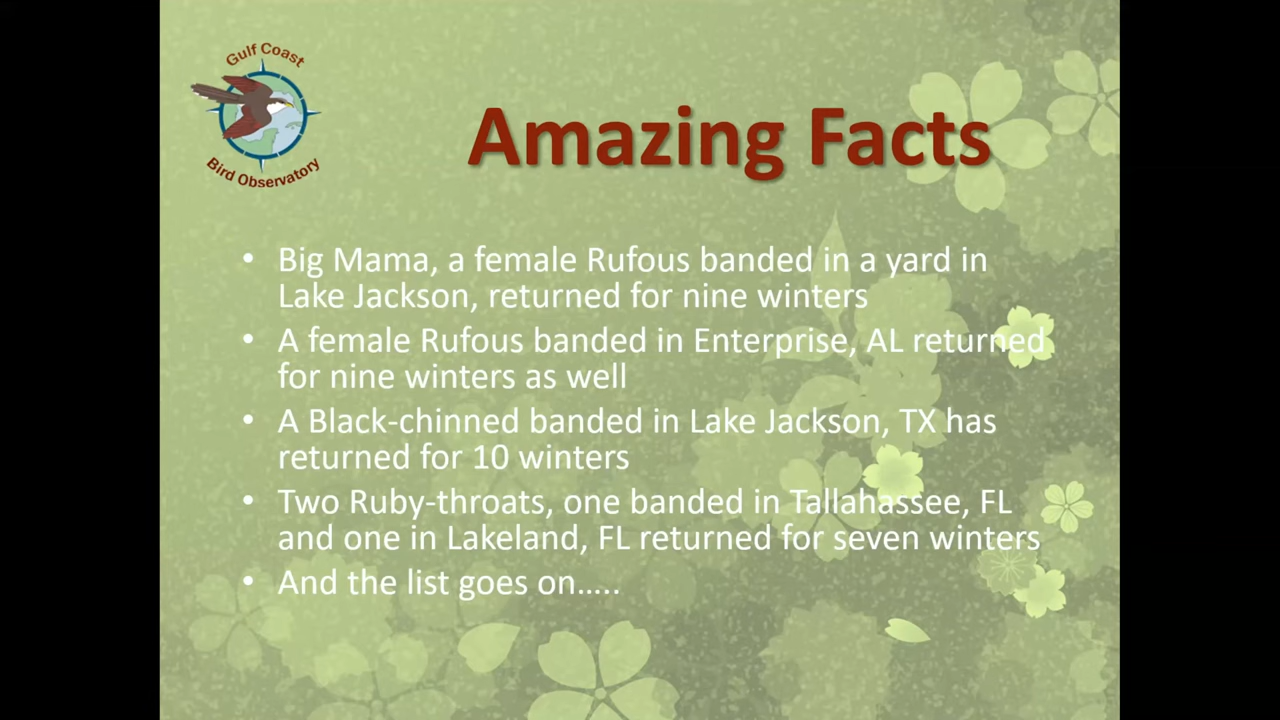 Gulf Coast
Bird Observatory
Amazing Facts
• Big Mama, a female Rufous banded in a yard in
Lake Jackson, returned for nine winters
• A female Rufous banded in Enterprise, AL returned
for nine winters as well
• A Black-chinned banded in Lake Jackson, TX has
returned for 10 winters
• Two Ruby-throats, one banded in Tallahassee, FL
and one in Lakeland, FL returned for seven winters
• And the list goes on.....